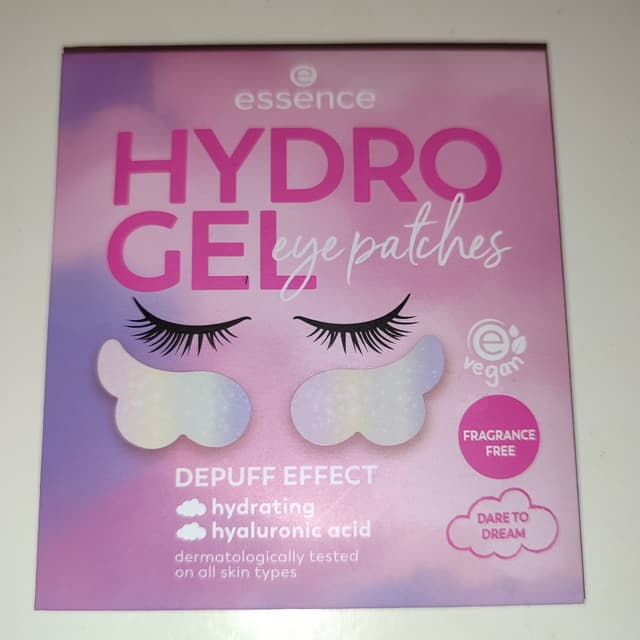 e
essence
HYDRO
GEL
eye patches
e
vegan
FRAGRANCE
FREE
DEPUFF EFFECT
hydrating
hyaluronic acid
dermatologically tested
on all skin types
DARE TO
DREAM